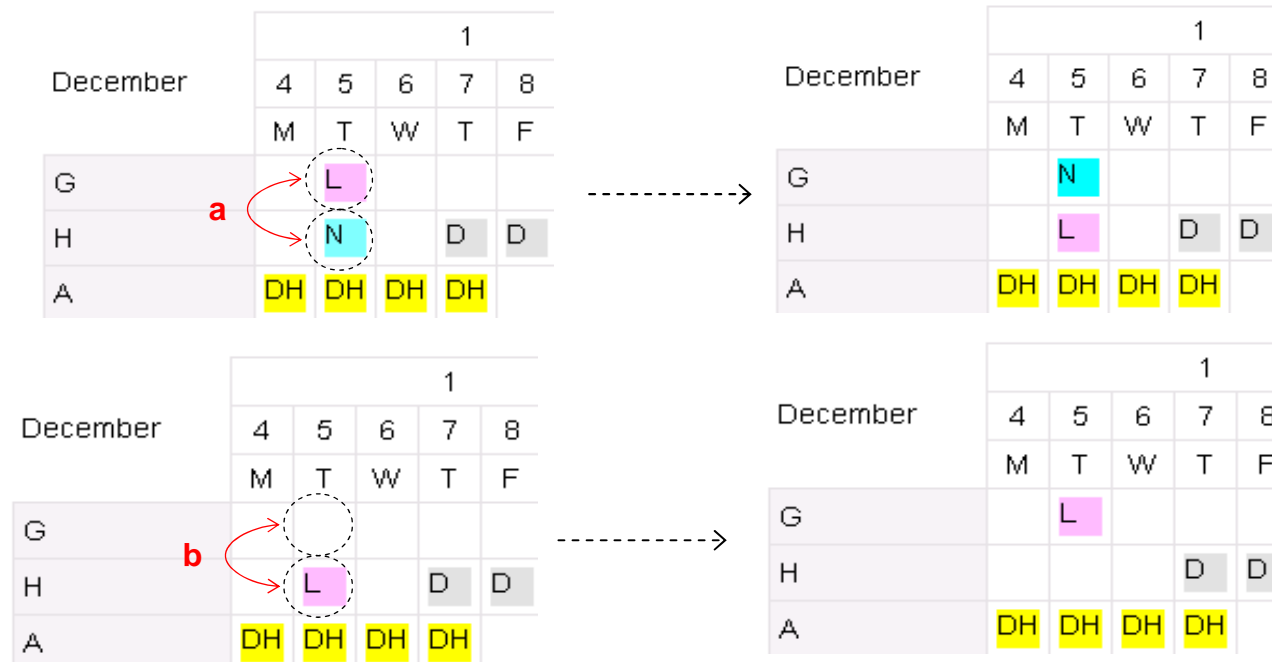 1
December 4 5 6 7 8
M T W T F
G L
a
H N D D
A DH DH DH DH
1
December 4 5 6 7 8
M T W T F
G N
H L D D
A DH DH DH DH
1
December 4 5 6 7 8
M T W T F
G
b
H L D D
A DH DH DH DH
1
December 4 5 6 7 8
M T W T F
G L
H D D
A DH DH DH DH